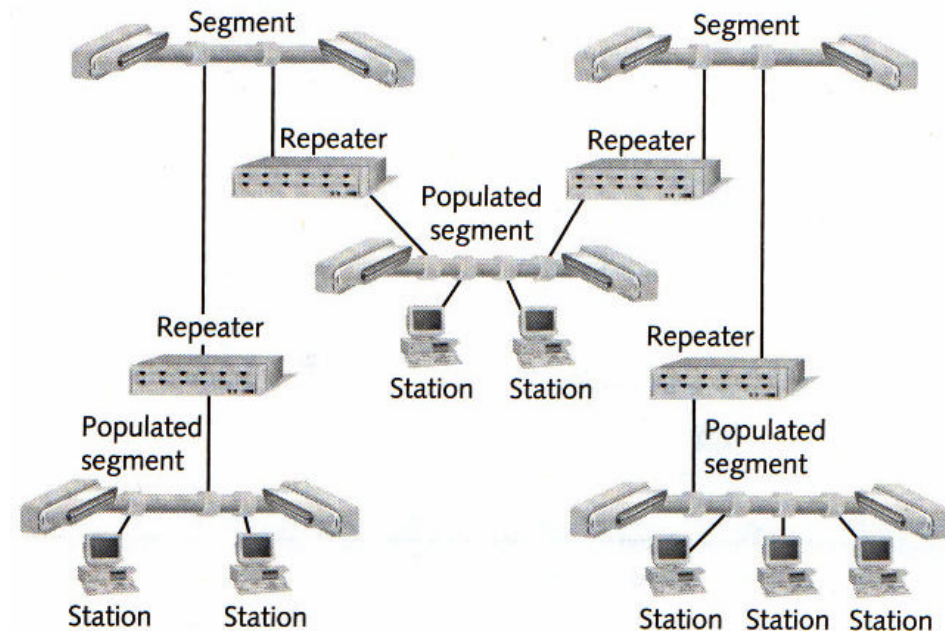 Segment
Segment
Repeater
Repeater
Populated
segment
Repeater
Repeater
Station
Station
Populated
segment
Populated
segment
Station
Station
Station
Station
Station